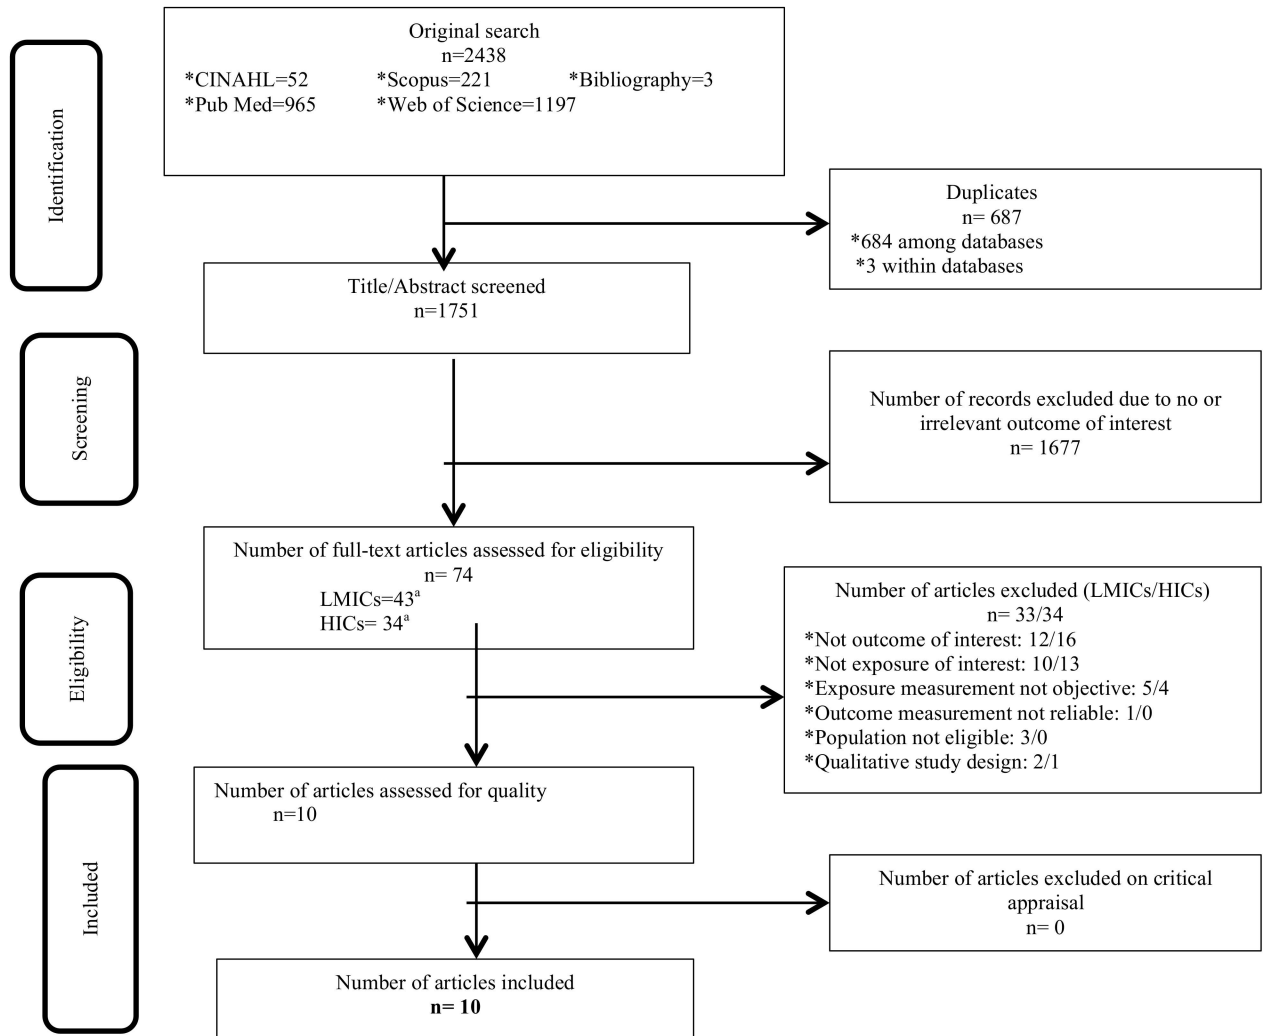 Identification
Original search
n=2438
*CINAHL=52 *Scopus=221 *Bibliography=3
*Pub Med=965 *Web of Science=1197
Duplicates
n= 687
*684 among databases
*3 within databases
Title/Abstract screened
n=1751
Screening
Number of records excluded due to no or
irrelevant outcome of interest
n= 1677
Eligibility
Number of full-text articles assessed for eligibility
n= 74
LMICs=43ᵃ
HICs= 34ᵃ
Number of articles excluded (LMICs/HICs)
n= 33/34
*Not outcome of interest: 12/16
*Not exposure of interest: 10/13
*Exposure measurement not objective: 5/4
*Outcome measurement not reliable: 1/0
*Population not eligible: 3/0
*Qualitative study design: 2/1
Included
Number of articles assessed for quality
n=10
Number of articles excluded on critical
appraisal
n= 0
Number of articles included
n= 10